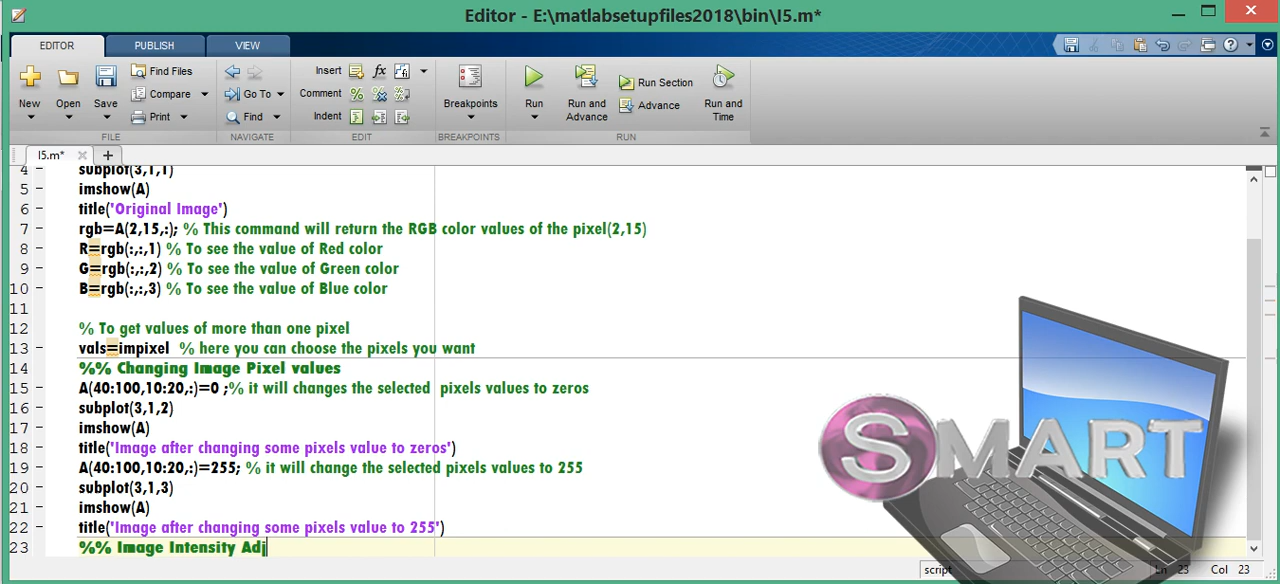 Editor - E:\matlabsetupfiles2018\bin\I5.m*
EDITOR PUBLISH VIEW
New Open Save Find Files Compare Print
Go To Find
Insert Comment Indent
Breakpoints
Run Run and Advance Run Section Advance Run and Time
FILE NAVIGATE EDIT BREAKPOINTS RUN
I5.m*
4 – subplot(3,1,1)
5 – imshow(A)
6 – title('Original Image')
7 – rgb=A(2,15,:); % This command will return the RGB color values of the pixel(2,15)
8 – R=rgb(:,:,1) % To see the value of Red color
9 – G=rgb(:,:,2) % To see the value of Green color
10 – B=rgb(:,:,3) % To see the value of Blue color
11
12 % To get values of more than one pixel
13 – vals=impixel % here you can choose the pixels you want
14 %% Changing Image Pixel values
15 – A(40:100,10:20,:)=0 ;% it will changes the selected pixels values to zeros
16 – subplot(3,1,2)
17 – imshow(A)
18 – title('Image after changing some pixels value to zeros')
19 – A(40:100,10:20,:)=255; % it will change the selected pixels values to 255
20 – subplot(3,1,3)
21 – imshow(A)
22 – title('Image after changing some pixels value to 255')
23 %% Image Intensity Adj
SMART
script Ln 23 Col 23